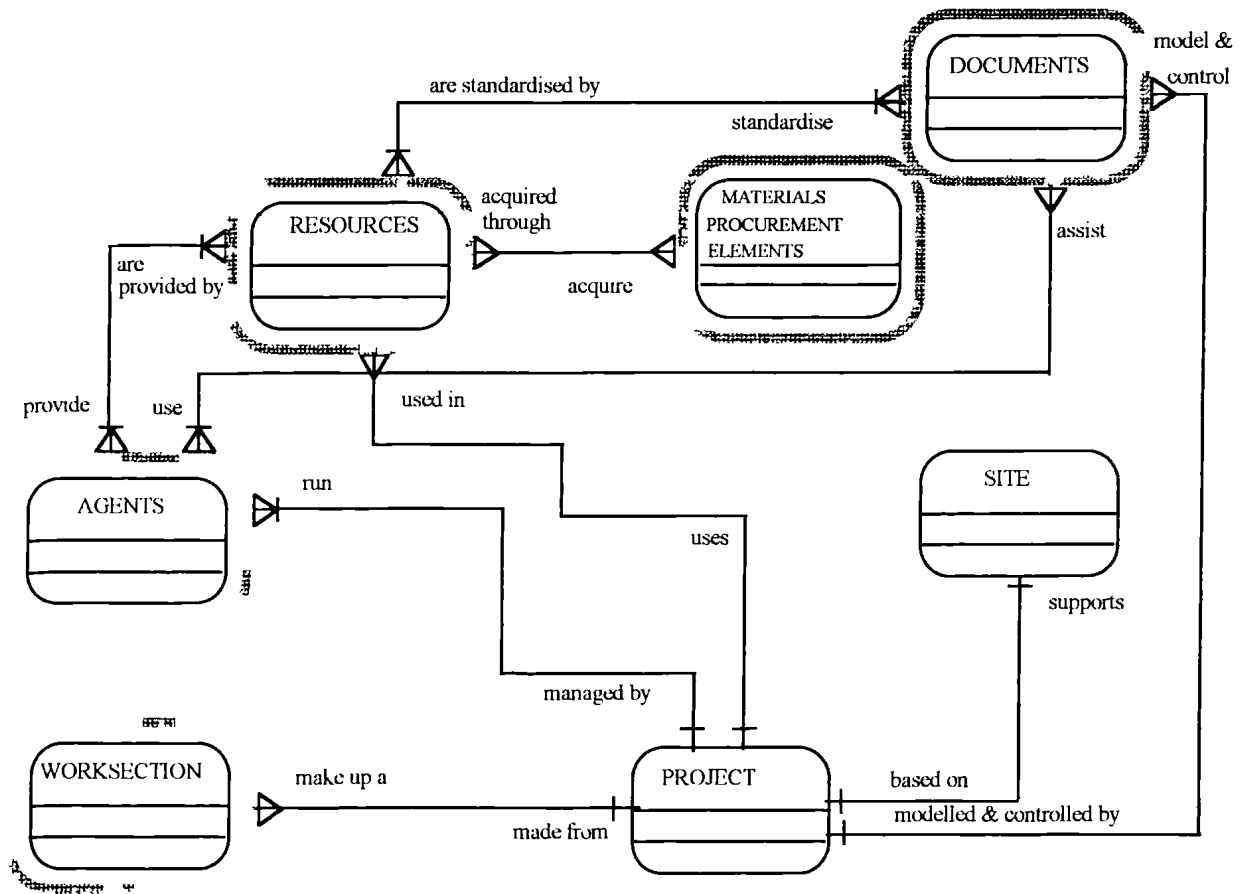 model &
DOCUMENTS
control
are standardised by
standardise
MATERIALS
PROCUREMENT
ELEMENTS
acquired
through
RESOURCES
acquire
assist
are
provided by
provide
use
used in
AGENTS
run
SITE
uses
supports
managed by
WORKSECTION
make up a
made from
PROJECT
based on
modelled & controlled by